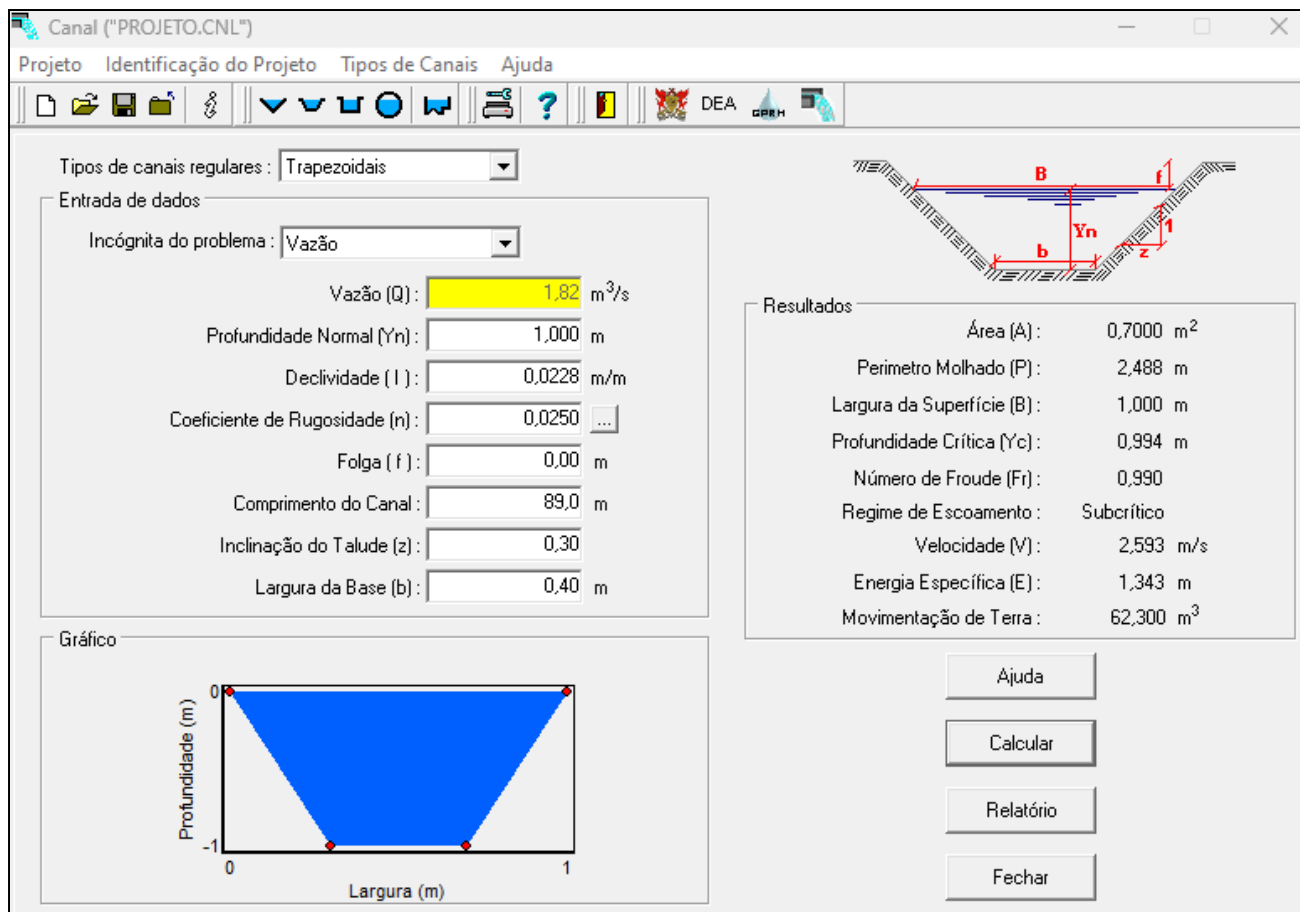 Canal ("PROJETO.CNL")
Projeto Identificação do Projeto Tipos de Canais Ajuda
DEA GPRH
Tipos de canais regulares : Trapezoidais
Entrada de dados
Incógnita do problema : Vazão
Vazão (Q) : 1,82 m³/s
Profundidade Normal (Yn) : 1,000 m
Declividade ( I ) : 0,0228 m/m
Coeficiente de Rugosidade (n) : 0,0250 ...
Folga ( f ) : 0,00 m
Comprimento do Canal : 89,0 m
Inclinação do Talude (z) : 0,30
Largura da Base (b) : 0,40 m
B f
Yn 1
b z
Resultados
Área (A) : 0,7000 m²
Perimetro Molhado (P) : 2,488 m
Largura da Superfície (B) : 1,000 m
Profundidade Crítica (Yc) : 0,994 m
Número de Froude (Fr) : 0,990
Regime de Escoamento : Subcrítico
Velocidade (V) : 2,593 m/s
Energia Específica (E) : 1,343 m
Movimentação de Terra : 62,300 m³
Gráfico
Profundidade (m)
0
-1
0 1
Largura (m)
Ajuda
Calcular
Relatório
Fechar